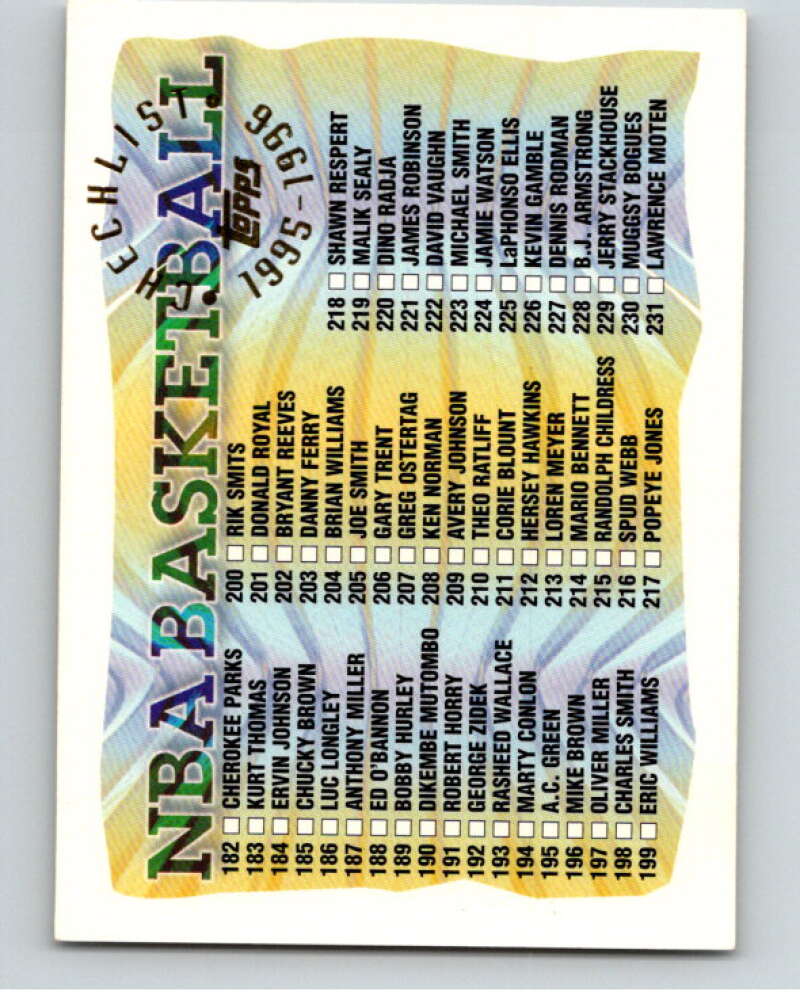 CHECKLIST
NBA BASKETBALL
Topps
1995-1996
182 CHEROKEE PARKS
183 KURT THOMAS
184 ERVIN JOHNSON
185 CHUCKY BROWN
186 LUC LONGLEY
187 ANTHONY MILLER
188 ED O'BANNON
189 BOBBY HURLEY
190 DIKEMBE MUTOMBO
191 ROBERT HORRY
192 GEORGE ZIDEK
193 RASHEED WALLACE
194 MARTY CONLON
195 A.C. GREEN
196 MIKE BROWN
197 OLIVER MILLER
198 CHARLES SMITH
199 ERIC WILLIAMS
200 RIK SMITS
201 DONALD ROYAL
202 BRYANT REEVES
203 DANNY FERRY
204 BRIAN WILLIAMS
205 JOE SMITH
206 GARY TRENT
207 GREG OSTERTAG
208 KEN NORMAN
209 AVERY JOHNSON
210 THEO RATLIFF
211 CORIE BLOUNT
212 HERSEY HAWKINS
213 LOREN MEYER
214 MARIO BENNETT
215 RANDOLPH CHILDRESS
216 SPUD WEBB
217 POPEYE JONES
218 SHAWN RESPERT
219 MALIK SEALY
220 DINO RADJA
221 JAMES ROBINSON
222 DAVID VAUGHN
223 MICHAEL SMITH
224 JAMIE WATSON
225 LaPHONSO ELLIS
226 KEVIN GAMBLE
227 DENNIS RODMAN
228 B.J. ARMSTRONG
229 JERRY STACKHOUSE
230 MUGGSY BOGUES
231 LAWRENCE MOTEN